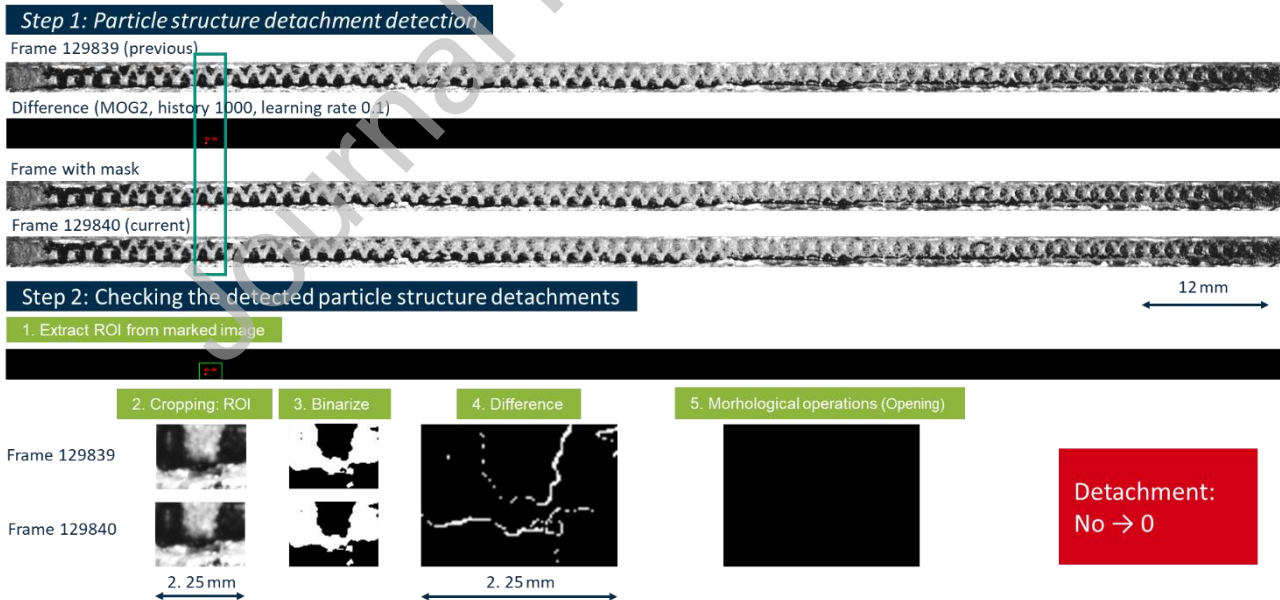 Step 1: Particle structure detachment detection
Frame 129839 (previous)
Difference (MOG2, history 1000, learning rate 0.1)
Frame with mask
Frame 129840 (current)
Step 2: Checking the detected particle structure detachments
12 mm
1. Extract ROI from marked image
2. Cropping: ROI
3. Binarize
4. Difference
5. Morhological operations (Opening)
Frame 129839
Frame 129840
Detachment:
No → 0
2. 25 mm
2. 25 mm
Journal